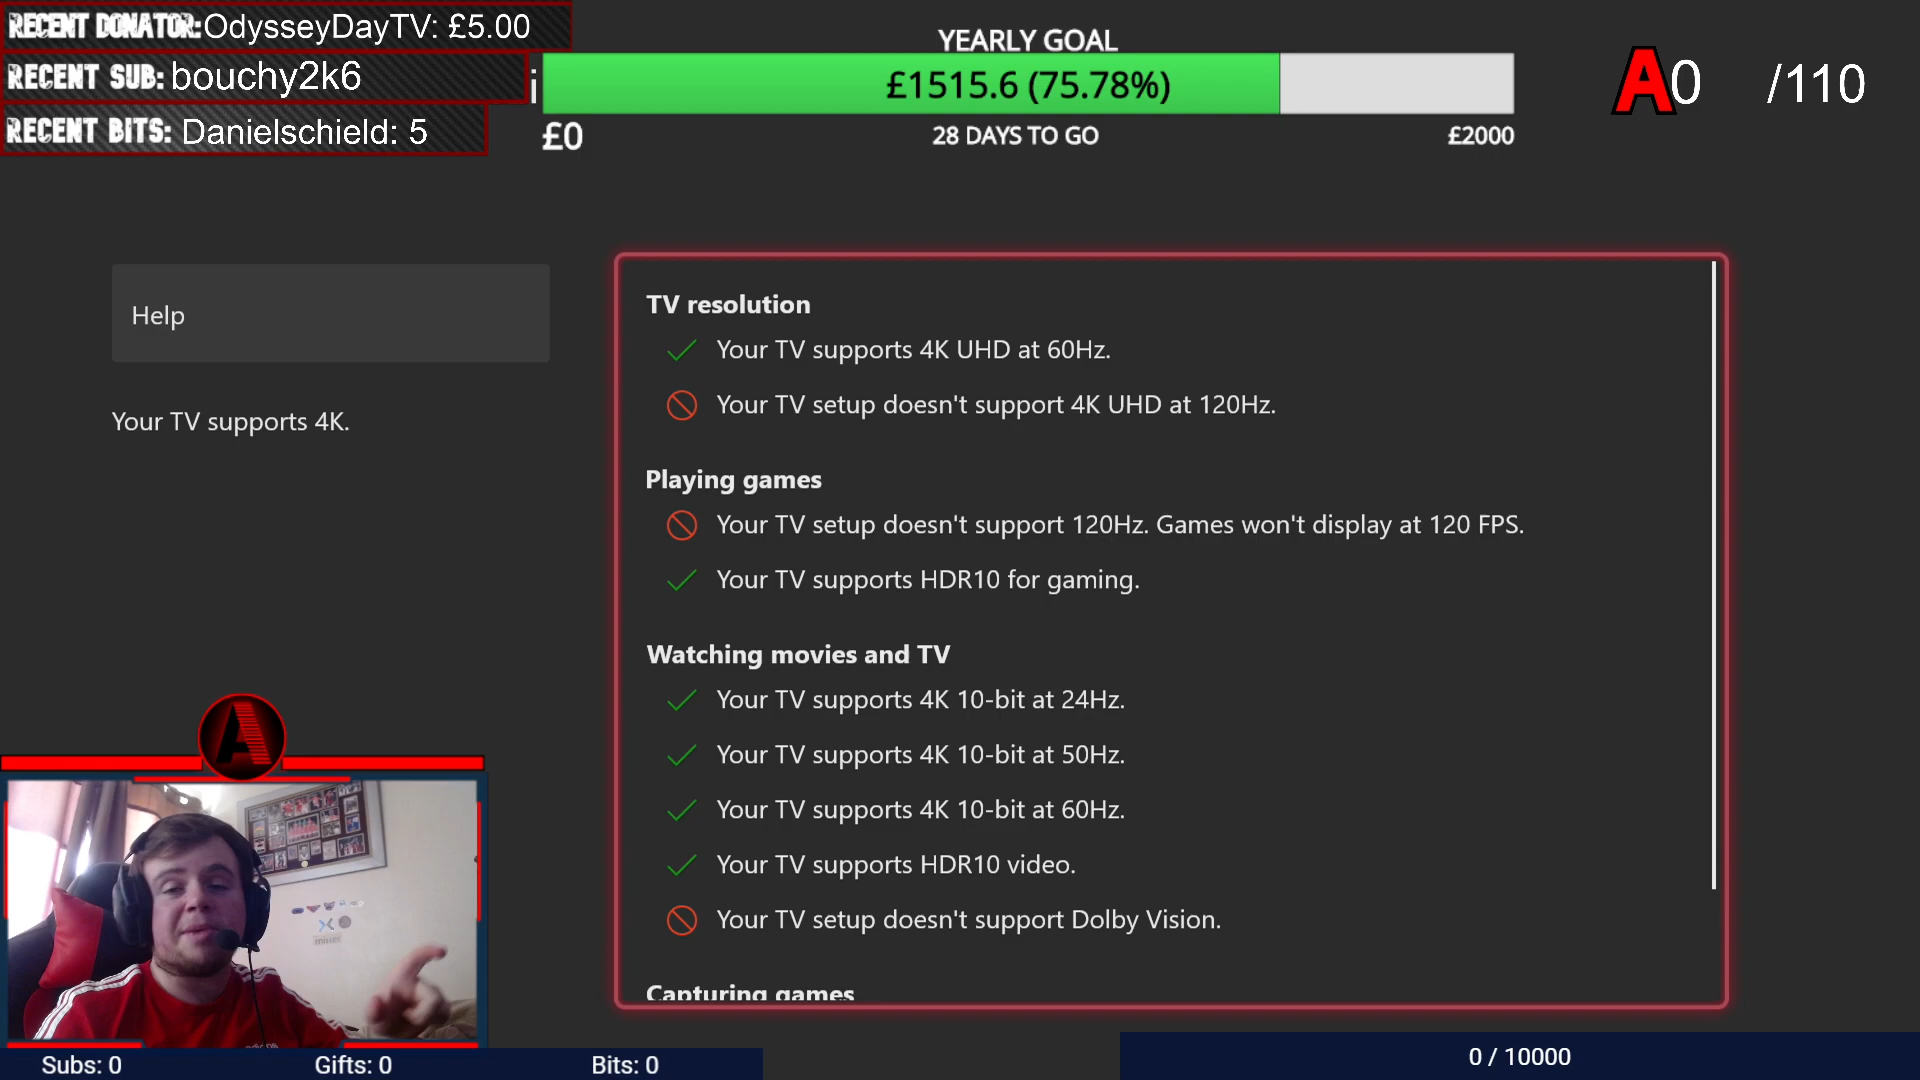 RECENT DONATOR: OdysseyDayTV: £5.00
RECENT SUB: bouchy2k6
RECENT BITS: Danielschield: 5
YEARLY GOAL
£1515.6 (75.78%)
£0
28 DAYS TO GO
£2000
A0 /110
Help
Your TV supports 4K.
TV resolution
Your TV supports 4K UHD at 60Hz.
Your TV setup doesn't support 4K UHD at 120Hz.
Playing games
Your TV setup doesn't support 120Hz. Games won't display at 120 FPS.
Your TV supports HDR10 for gaming.
Watching movies and TV
Your TV supports 4K 10-bit at 24Hz.
Your TV supports 4K 10-bit at 50Hz.
Your TV supports 4K 10-bit at 60Hz.
Your TV supports HDR10 video.
Your TV setup doesn't support Dolby Vision.
Capturing games
A
Subs: 0
Gifts: 0
Bits: 0
0 / 10000